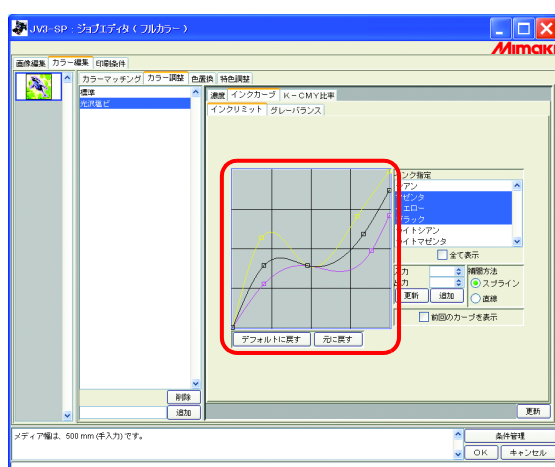 JV3-SP : ジョブエディタ ( フルカラー )
Mimaki
画像編集 カラー編集 印刷条件
カラーマッチング カラー調整 色置換 特色調整
標準
光沢塩ビ
濃度 インクカーブ K－CMY比率
インクリミット グレーバランス
インク指定
シアン
マゼンタ
イエロー
ブラック
ライトシアン
ライトマゼンタ
全て表示
入力
出力
更新 追加
補間方法
スプライン
直線
前回のカーブを表示
デフォルトに戻す 元に戻す
削除
追加
更新
メディア幅は、500 mm (手入力) です。
条件管理
OK キャンセル